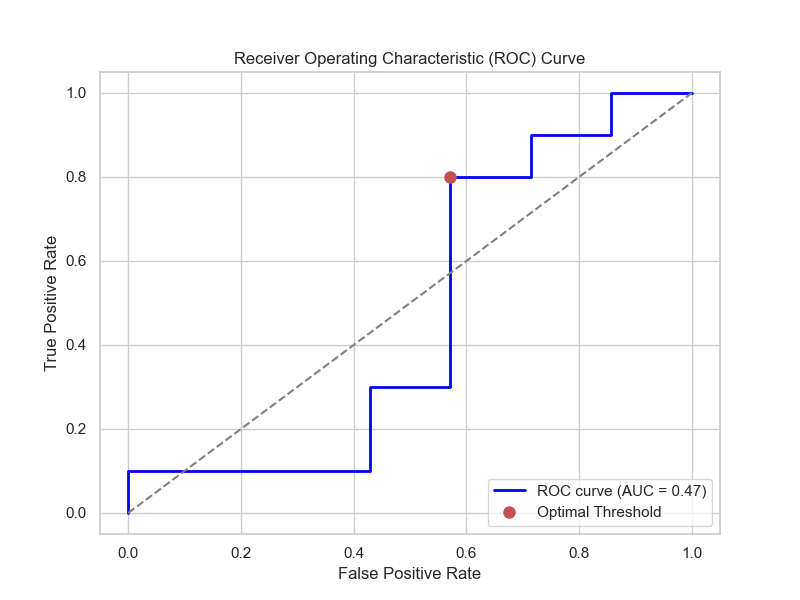 Receiver Operating Characteristic (ROC) Curve
1.0
0.8
0.6
0.4
0.2
0.0
True Positive Rate
0.0 0.2 0.4 0.6 0.8 1.0
False Positive Rate
ROC curve (AUC = 0.47)
Optimal Threshold